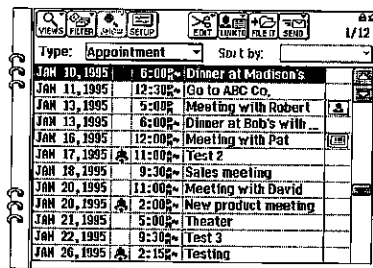 VIEWS FILTER Show SETUP EDIT LINKTO FILE IT SEND 1/12
Type: Appointment Sort by:
JAN 10, 1995 6:00P Dinner at Madison's
JAN 11, 1995 12:30P Go to ABC Co.
JAN 13, 1995 5:00P Meeting with Robert
JAN 13, 1995 6:00P Dinner at Bob's with ...
JAN 16, 1995 12:00P Meeting with Pat
JAN 17, 1995 11:00A Test 2
JAN 18, 1995 9:30A Sales meeting
JAN 20, 1995 11:00A Meeting with David
JAN 20, 1995 2:00P New product meeting
JAN 21, 1995 5:00P Theater
JAN 22, 1995 9:30A Test 3
JAN 26, 1995 2:15P Testing